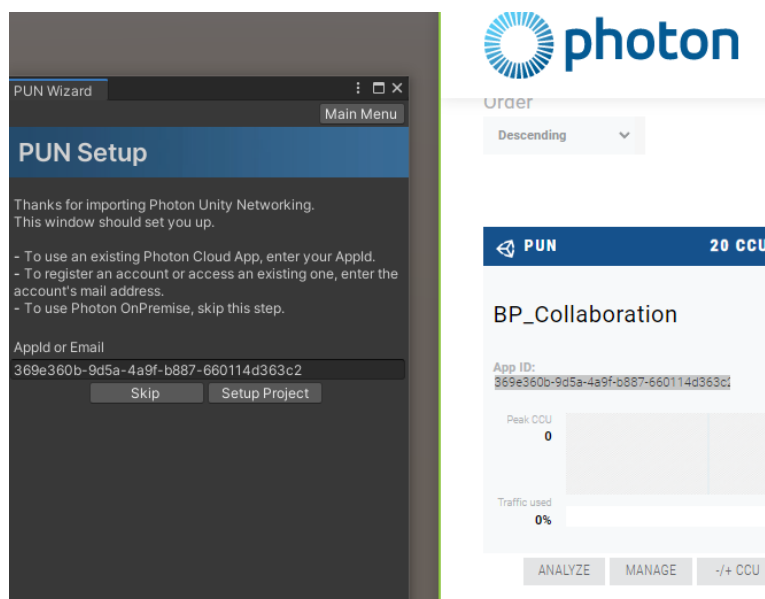 PUN Wizard
Main Menu
PUN Setup
Thanks for importing Photon Unity Networking.
This window should set you up.
- To use an existing Photon Cloud App, enter your AppId.
- To register an account or access an existing one, enter the
account's mail address.
- To use Photon OnPremise, skip this step.
AppId or Email
369e360b-9d5a-4a9f-b887-660114d363c2
Skip
Setup Project
photon
Order
Descending
PUN
20 CCU
BP_Collaboration
App ID:
369e360b-9d5a-4a9f-b887-660114d363c2
Peak CCU
0
Traffic used
0%
ANALYZE
MANAGE
-/+ CCU